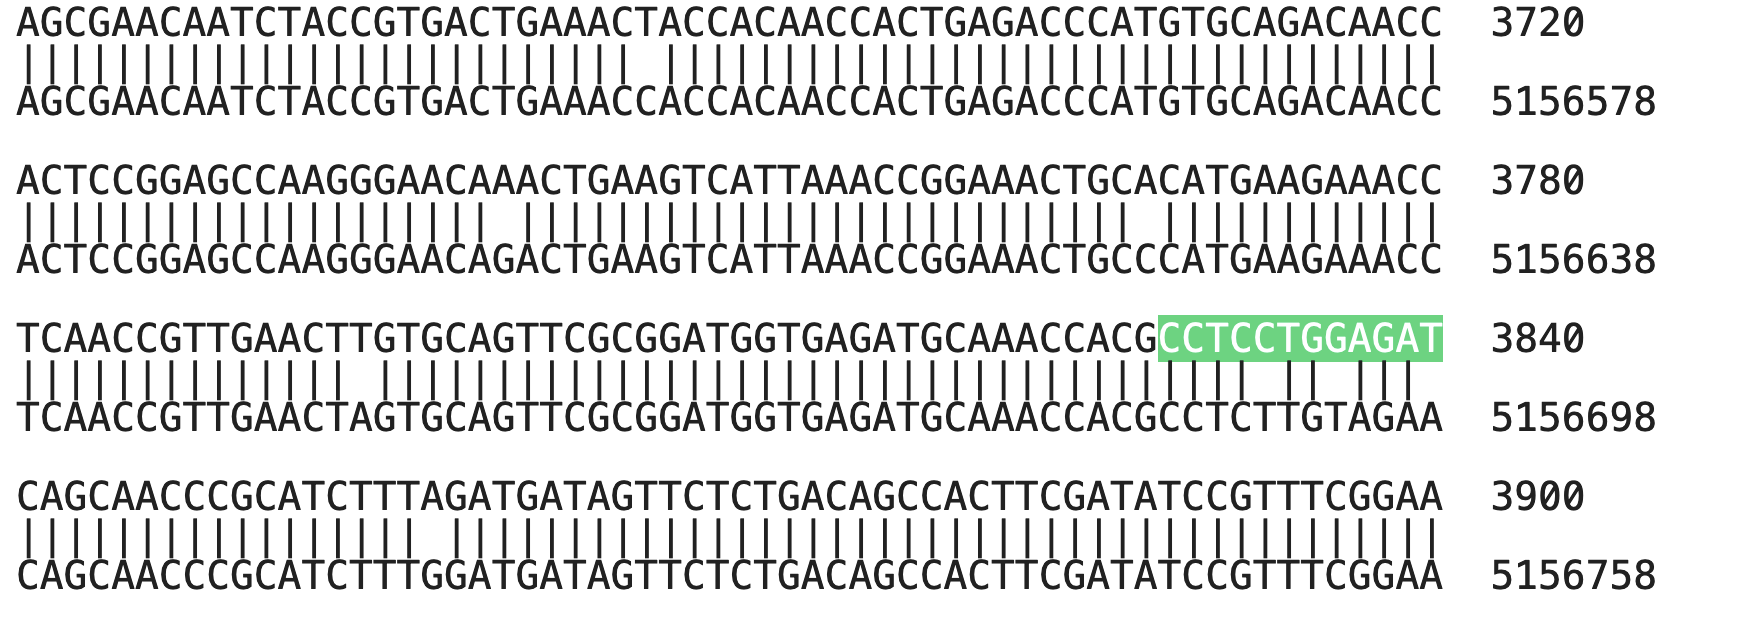 AGCGAACAATCTACCGTGACTGAAACTACCACAACCACTGAGACCCATGTGCAGACAACC 3720
AGCGAACAATCTACCGTGACTGAAACCACCACAACCACTGAGACCCATGTGCAGACAACC 5156578
ACTCCGGAGCCAAGGGAACAAACTGAAGTCATTAAACCGGAAACTGCACATGAAGAAACC 3780
ACTCCGGAGCCAAGGGAACAGACTGAAGTCATTAAACCGGAAACTGCCCATGAAGAAACC 5156638
TCAACCGTTGAACTTGTGCAGTTCGCGGATGGTGAGATGCAAACCACGCCTCCTGGAGAT 3840
TCAACCGTTGAACTAGTGCAGTTCGCGGATGGTGAGATGCAAACCACGCCTCTTGTAGAA 5156698
CAGCAACCCGCATCTTTAGATGATAGTTCTCTGACAGCCACTTCGATATCCGTTTCGGAA 3900
CAGCAACCCGCATCTTTGGATGATAGTTCTCTGACAGCCACTTCGATATCCGTTTCGGAA 5156758